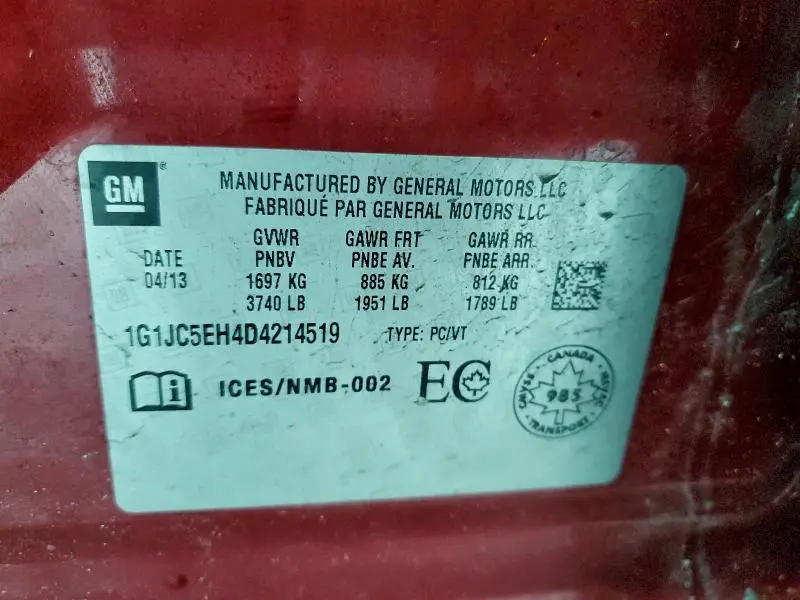 GM
MANUFACTURED BY GENERAL MOTORS LLC
FABRIQUÉ PAR GENERAL MOTORS LLC
GVWR GAWR FRT GAWR RR
DATE PNBV PNBE AV. PNBE ARR.
04/13 1697 KG 885 KG 812 KG
3740 LB 1951 LB 1789 LB
1G1JC5EH4D4214519 TYPE: PC/VT
i ICES/NMB-002 EC
CANADA
CMVSS 985 NSVAC
TRANSPORT